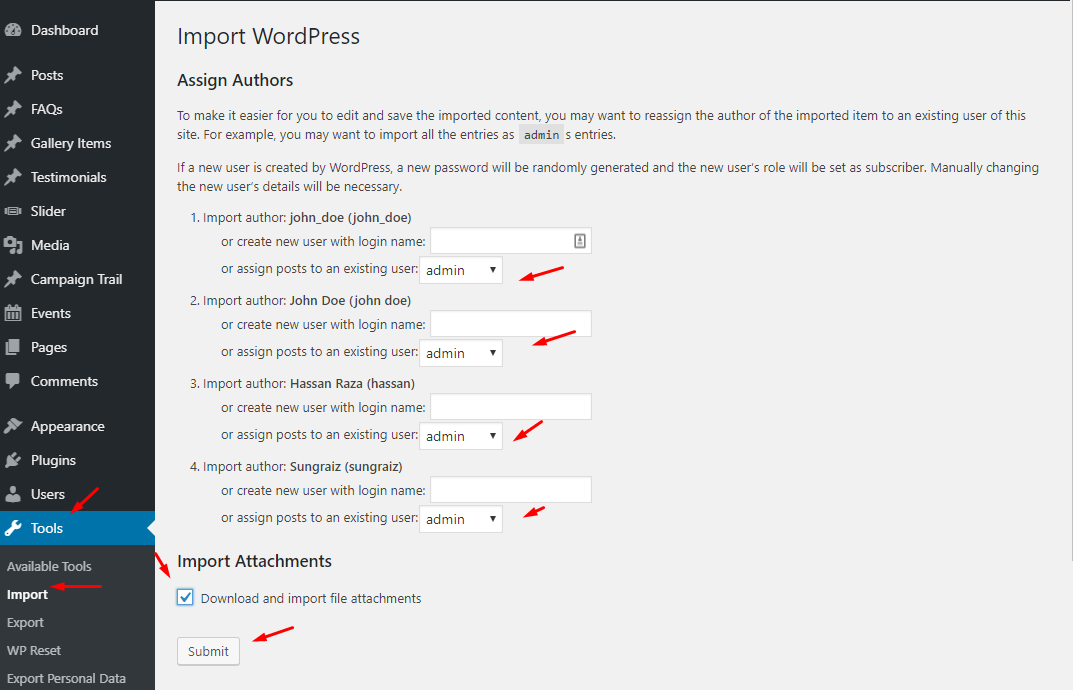 Dashboard
Posts
FAQs
Gallery Items
Testimonials
Slider
Media
Campaign Trail
Events
Pages
Comments
Appearance
Plugins
Users
Tools
Available Tools
Import
Export
WP Reset
Export Personal Data
Import WordPress
Assign Authors
To make it easier for you to edit and save the imported content, you may want to reassign the author of the imported item to an existing user of this
site. For example, you may want to import all the entries as admin s entries.
If a new user is created by WordPress, a new password will be randomly generated and the new user's role will be set as subscriber. Manually changing
the new user's details will be necessary.
1. Import author: john_doe (john_doe)
or create new user with login name:
or assign posts to an existing user: admin
2. Import author: John Doe (john doe)
or create new user with login name:
or assign posts to an existing user: admin
3. Import author: Hassan Raza (hassan)
or create new user with login name:
or assign posts to an existing user: admin
4. Import author: Sungraiz (sungraiz)
or create new user with login name:
or assign posts to an existing user: admin
Import Attachments
Download and import file attachments
Submit